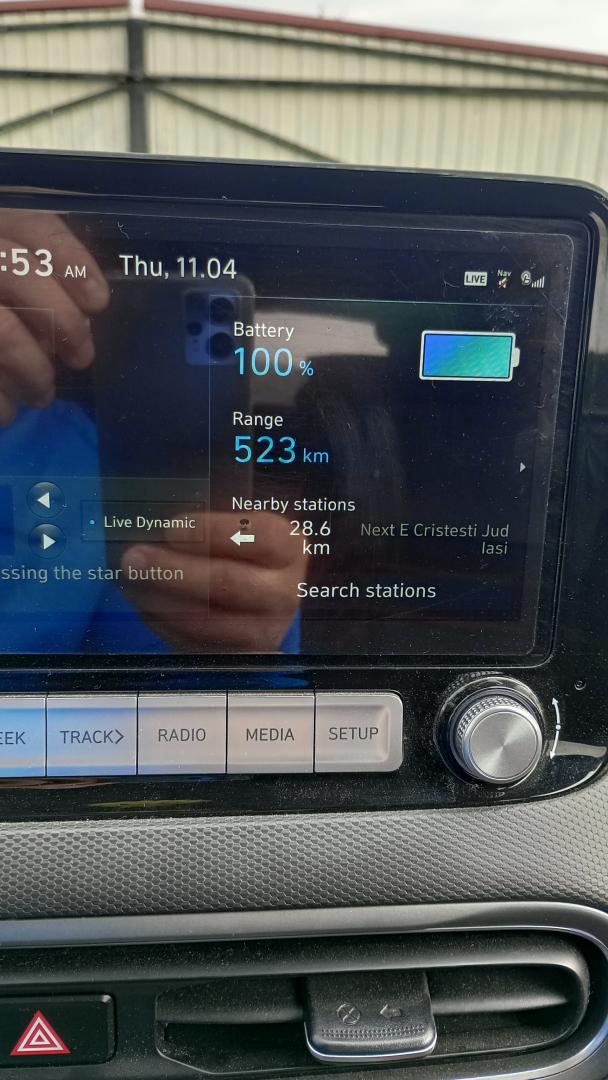 :53 AM Thu, 11.04
LIVE Nav
Battery
100 %
Range
523 km
Nearby stations
28.6 km
Next E Cristesti Jud Iasi
Search stations
Live Dynamic
ssing the star button
EEK TRACK> RADIO MEDIA SETUP